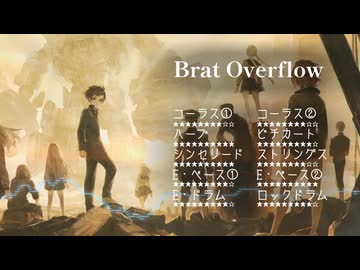 Brat Overflow
コーラス① コーラス②
★★★★★★★★☆☆ ★★★★★★★★☆☆
ハープ ピチカート
★★★★★★★★★★ ★★★★★★★★★★
シンセリード ストリングス
★★★★★★★★☆☆ ★★★★★★★★☆☆
E・ベース① E・ベース②
★★★★★★★★★★ ★★★★★★★★★★
E・ドラム ロックドラム
★★★★★★★★☆☆ ★★★★★★★★★☆